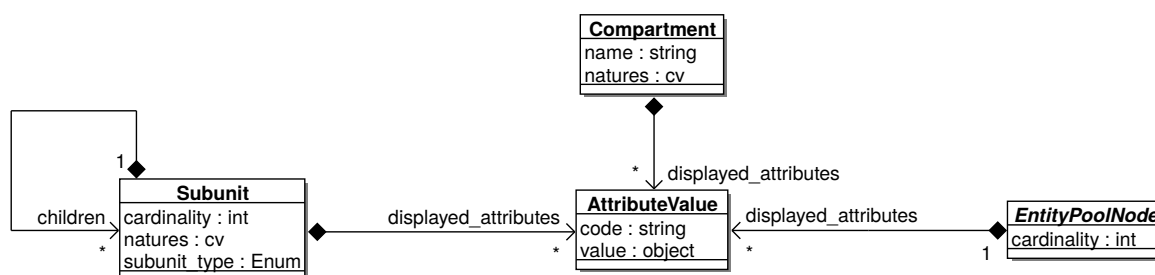 Compartment
name : string
natures : cv
1
* displayed_attributes
Subunit
cardinality : int
natures : cv
subunit_type : Enum
children
*
displayed_attributes
*
AttributeValue
code : string
value : object
displayed_attributes
*
1
EntityPoolNode
cardinality : int